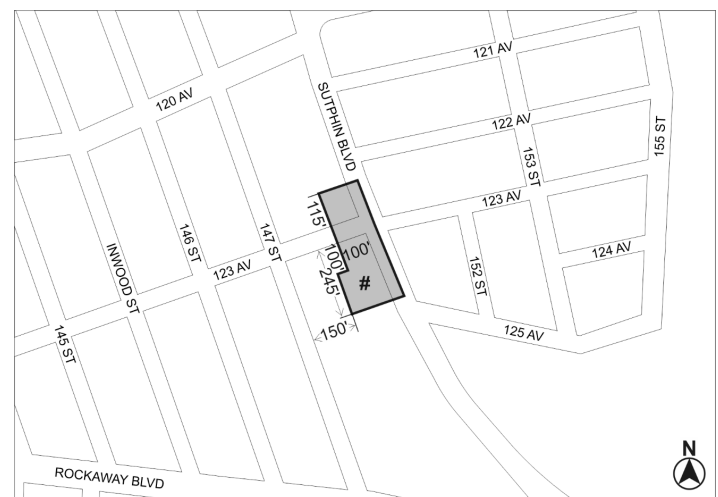 121 AV
120 AV
SUTPHIN BLVD
122 AV
155 ST
153 ST
123 AV
115'
146 ST
147 ST
100'
100'
INWOOD ST
123 AV
245'
#
152 ST
124 AV
150'
125 AV
145 ST
N
ROCKAWAY BLVD